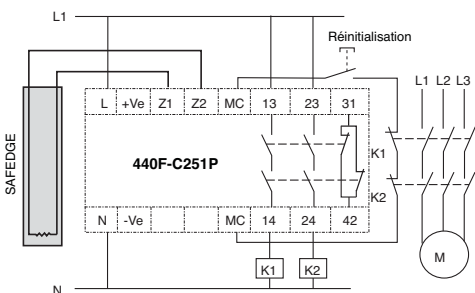 L1
Réinitialisation
L +Ve Z1 Z2 MC 13 23 31
L1 L2 L3
SAFEDGE
440F-C251P
K1
K2
N -Ve MC 14 24 42
K1 K2
M
N